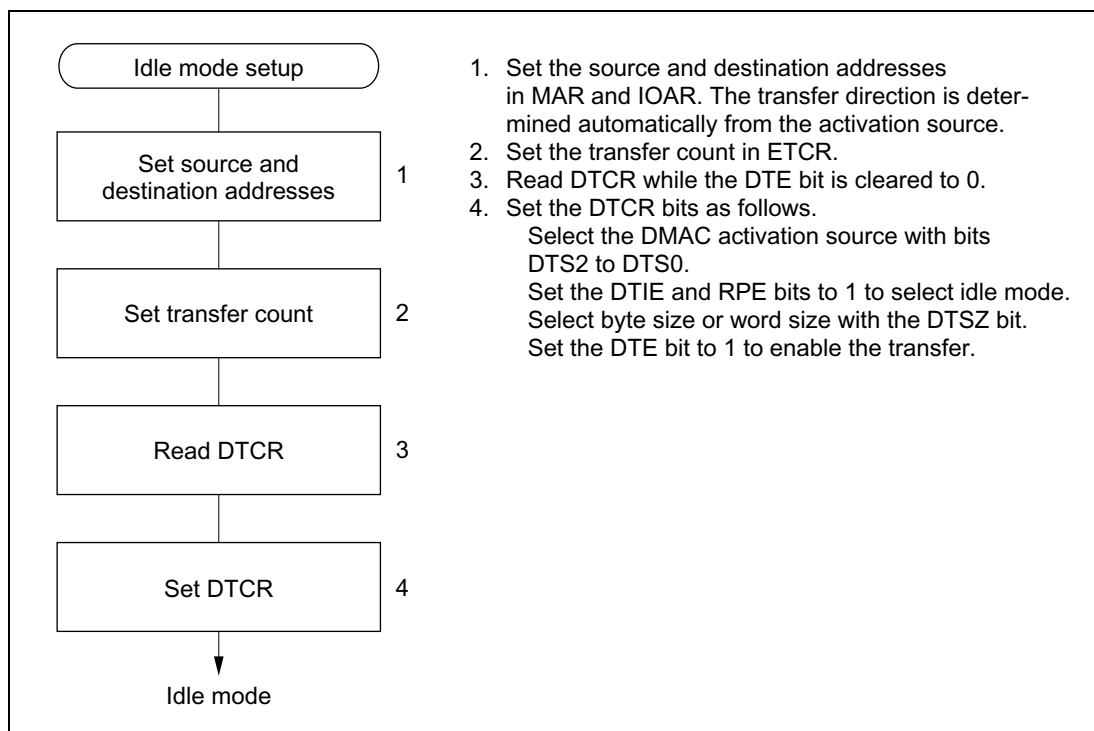 Idle mode setup
Set source and
destination addresses
1
Set transfer count
2
Read DTCR
3
Set DTCR
4
Idle mode
1. Set the source and destination addresses
in MAR and IOAR. The transfer direction is deter-
mined automatically from the activation source.
2. Set the transfer count in ETCR.
3. Read DTCR while the DTE bit is cleared to 0.
4. Set the DTCR bits as follows.
Select the DMAC activation source with bits
DTS2 to DTS0.
Set the DTIE and RPE bits to 1 to select idle mode.
Select byte size or word size with the DTSZ bit.
Set the DTE bit to 1 to enable the transfer.